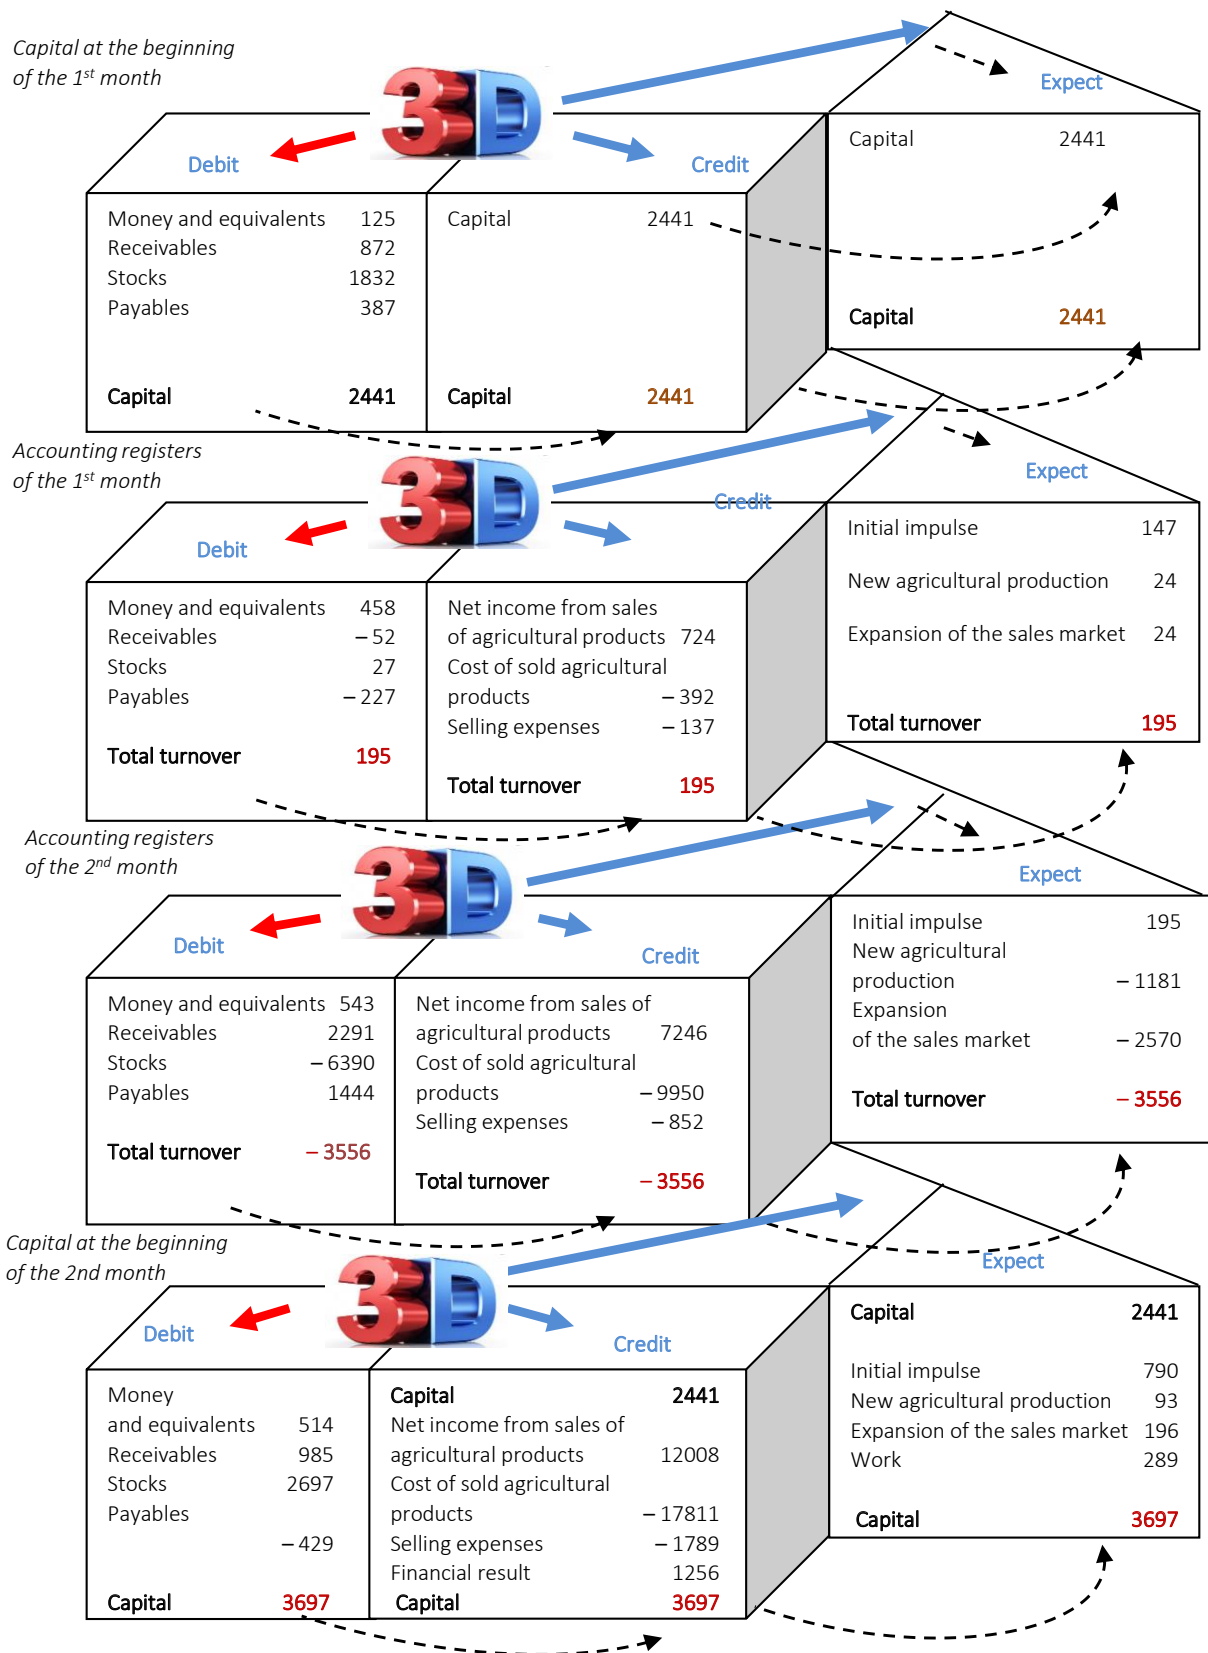 Capital at the beginning
of the 1st month
3D
Expect
Debit
Credit
Capital 2441
Money and equivalents 125
Receivables 872
Stocks 1832
Payables 387
Capital 2441
Capital 2441
Capital 2441
Capital 2441
Accounting registers
of the 1st month
3D
Expect
Debit
Credit
Initial impulse 147
New agricultural production 24
Expansion of the sales market 24
Total turnover 195
Money and equivalents 458
Receivables – 52
Stocks 27
Payables – 227
Total turnover 195
Net income from sales
of agricultural products 724
Cost of sold agricultural
products – 392
Selling expenses – 137
Total turnover 195
Accounting registers
of the 2nd month
3D
Expect
Debit
Credit
Initial impulse 195
New agricultural
production – 1181
Expansion
of the sales market – 2570
Total turnover – 3556
Money and equivalents 543
Receivables 2291
Stocks – 6390
Payables 1444
Total turnover – 3556
Net income from sales of
agricultural products 7246
Cost of sold agricultural
products – 9950
Selling expenses – 852
Total turnover – 3556
Capital at the beginning
of the 2nd month
3D
Expect
Debit
Credit
Capital 2441
Initial impulse 790
New agricultural production 93
Expansion of the sales market 196
Work 289
Capital 3697
Money
and equivalents 514
Receivables 985
Stocks 2697
Payables
– 429
Capital 3697
Capital 2441
Net income from sales of
agricultural products 12008
Cost of sold agricultural
products – 17811
Selling expenses – 1789
Financial result 1256
Capital 3697